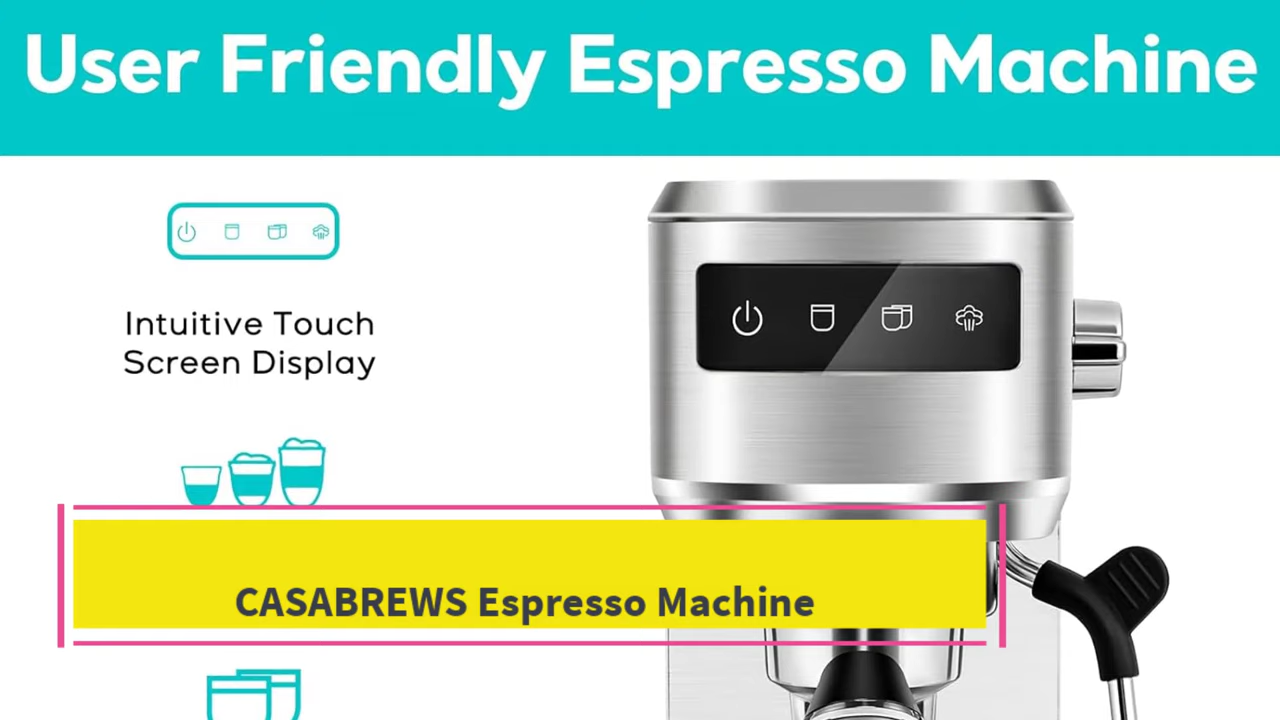 User Friendly Espresso Machine
Intuitive Touch
Screen Display
CASABREWS Espresso Machine